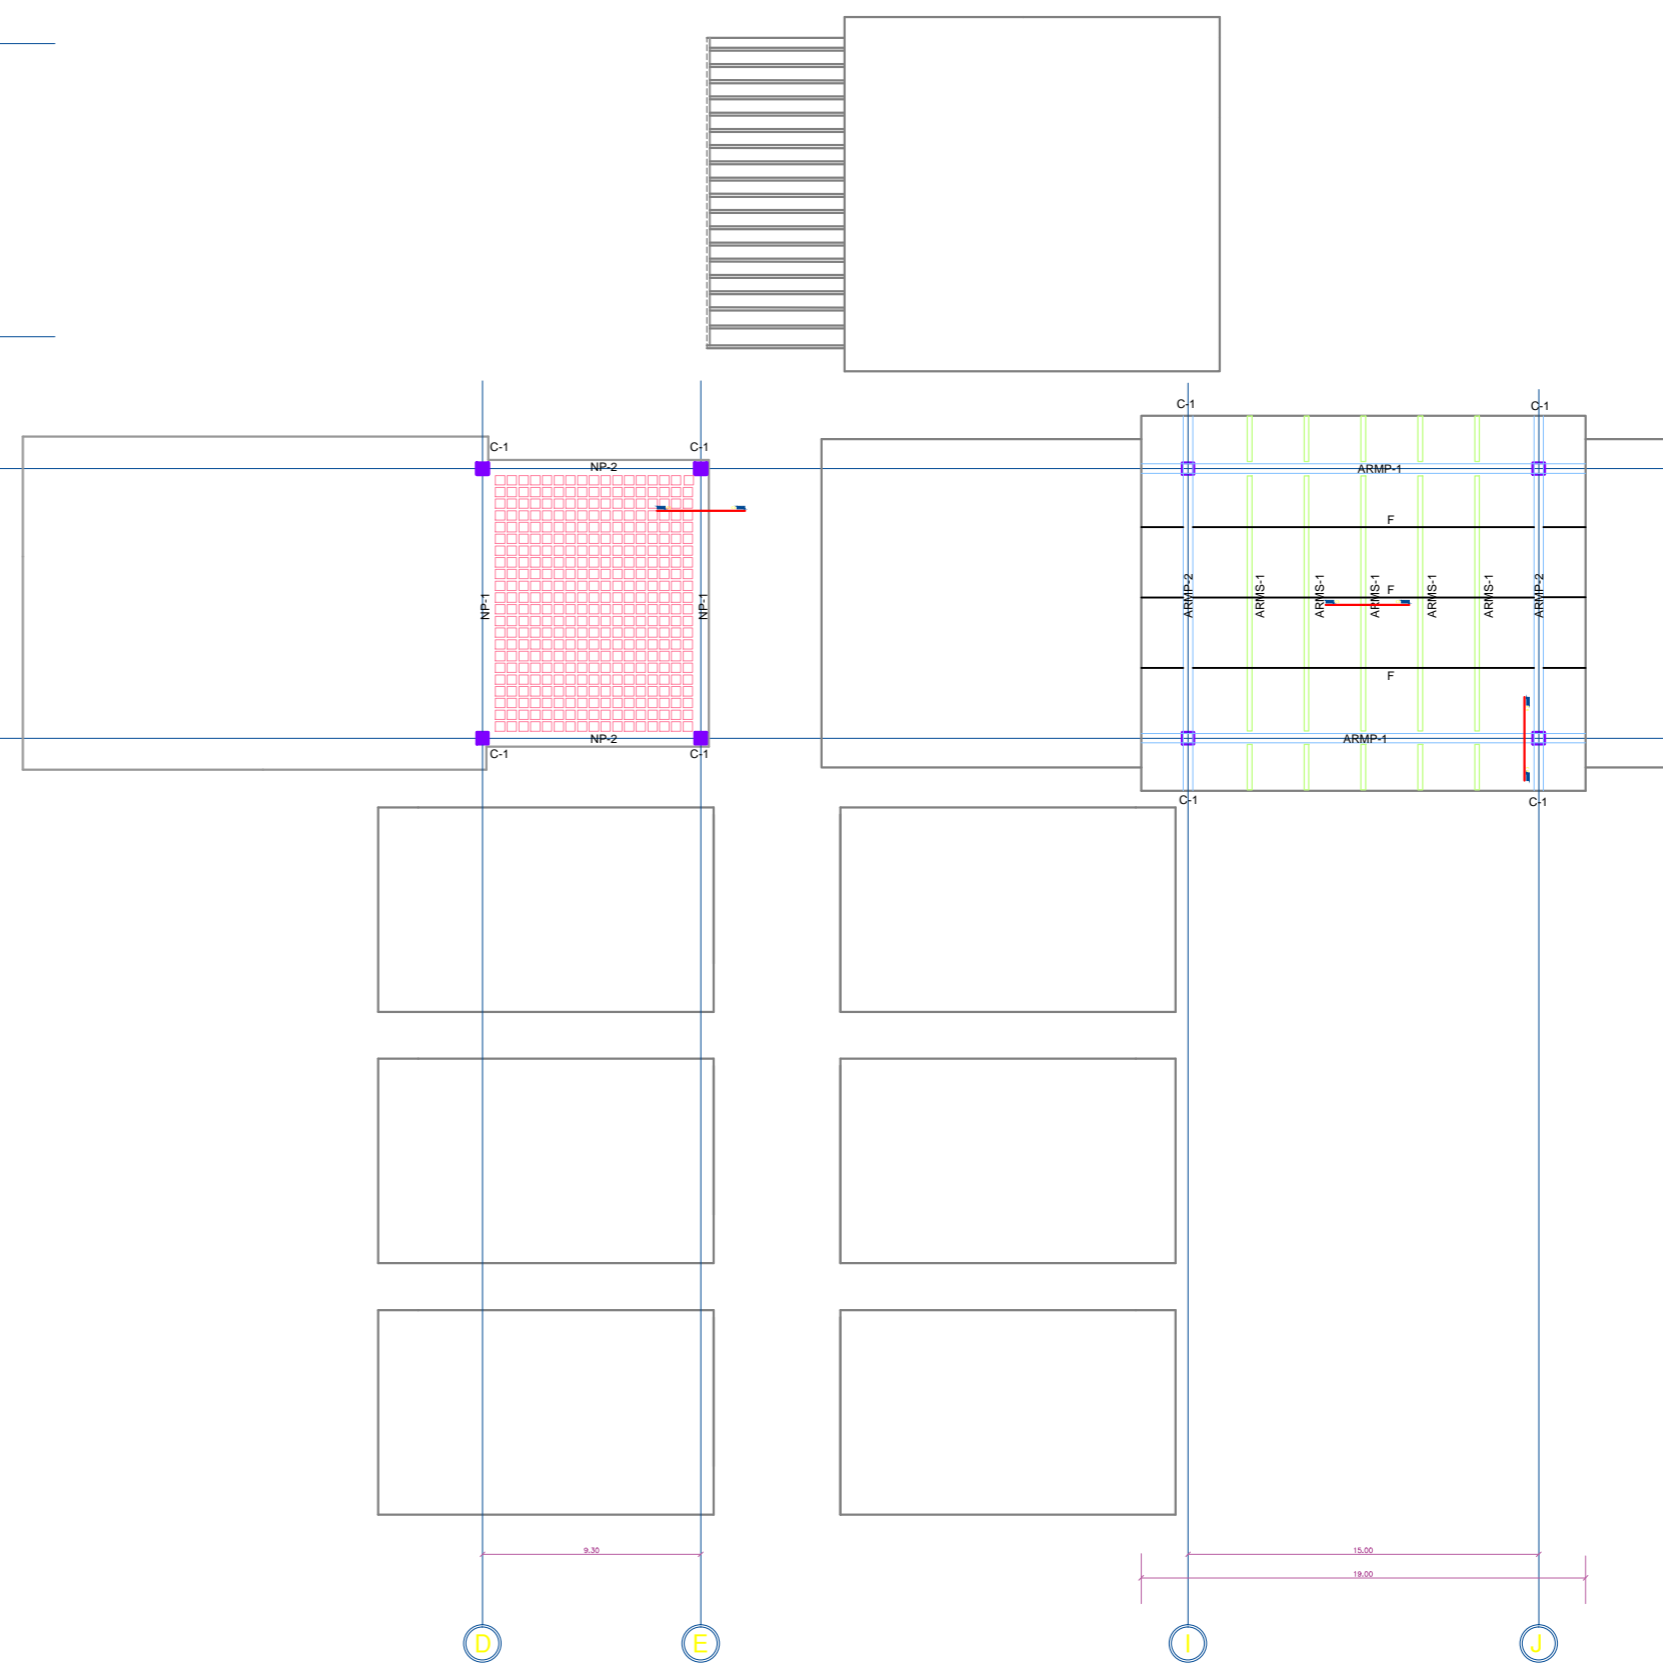 C-1 C-1
C-1 C-1
NP-2 ARMP-1
F
NP-1 NP-1 ARMP-2 ARMS-1 ARMS-1 ARMS-1 ARMS-1 ARMS-1 ARMP-2
F
F
NP-2 ARMP-1
C-1 C-1
C-1 C-1
9.30 15.00
19.00
D E I J